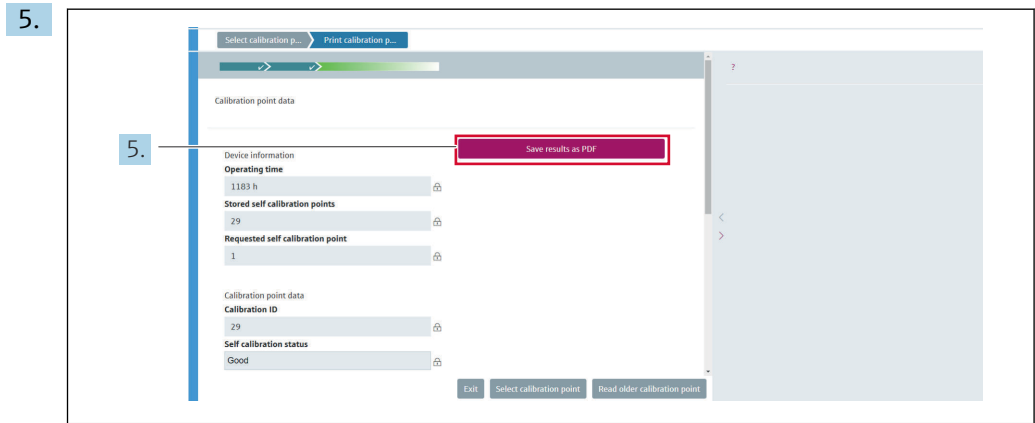 5.
Select calibration p...
Print calibration p...
?
Calibration point data
5.
Save results as PDF
Device information
Operating time
1183 h
Stored self calibration points
29
Requested self calibration point
1
Calibration point data
Calibration ID
29
Self calibration status
Good
Exit
Select calibration point
Read older calibration point